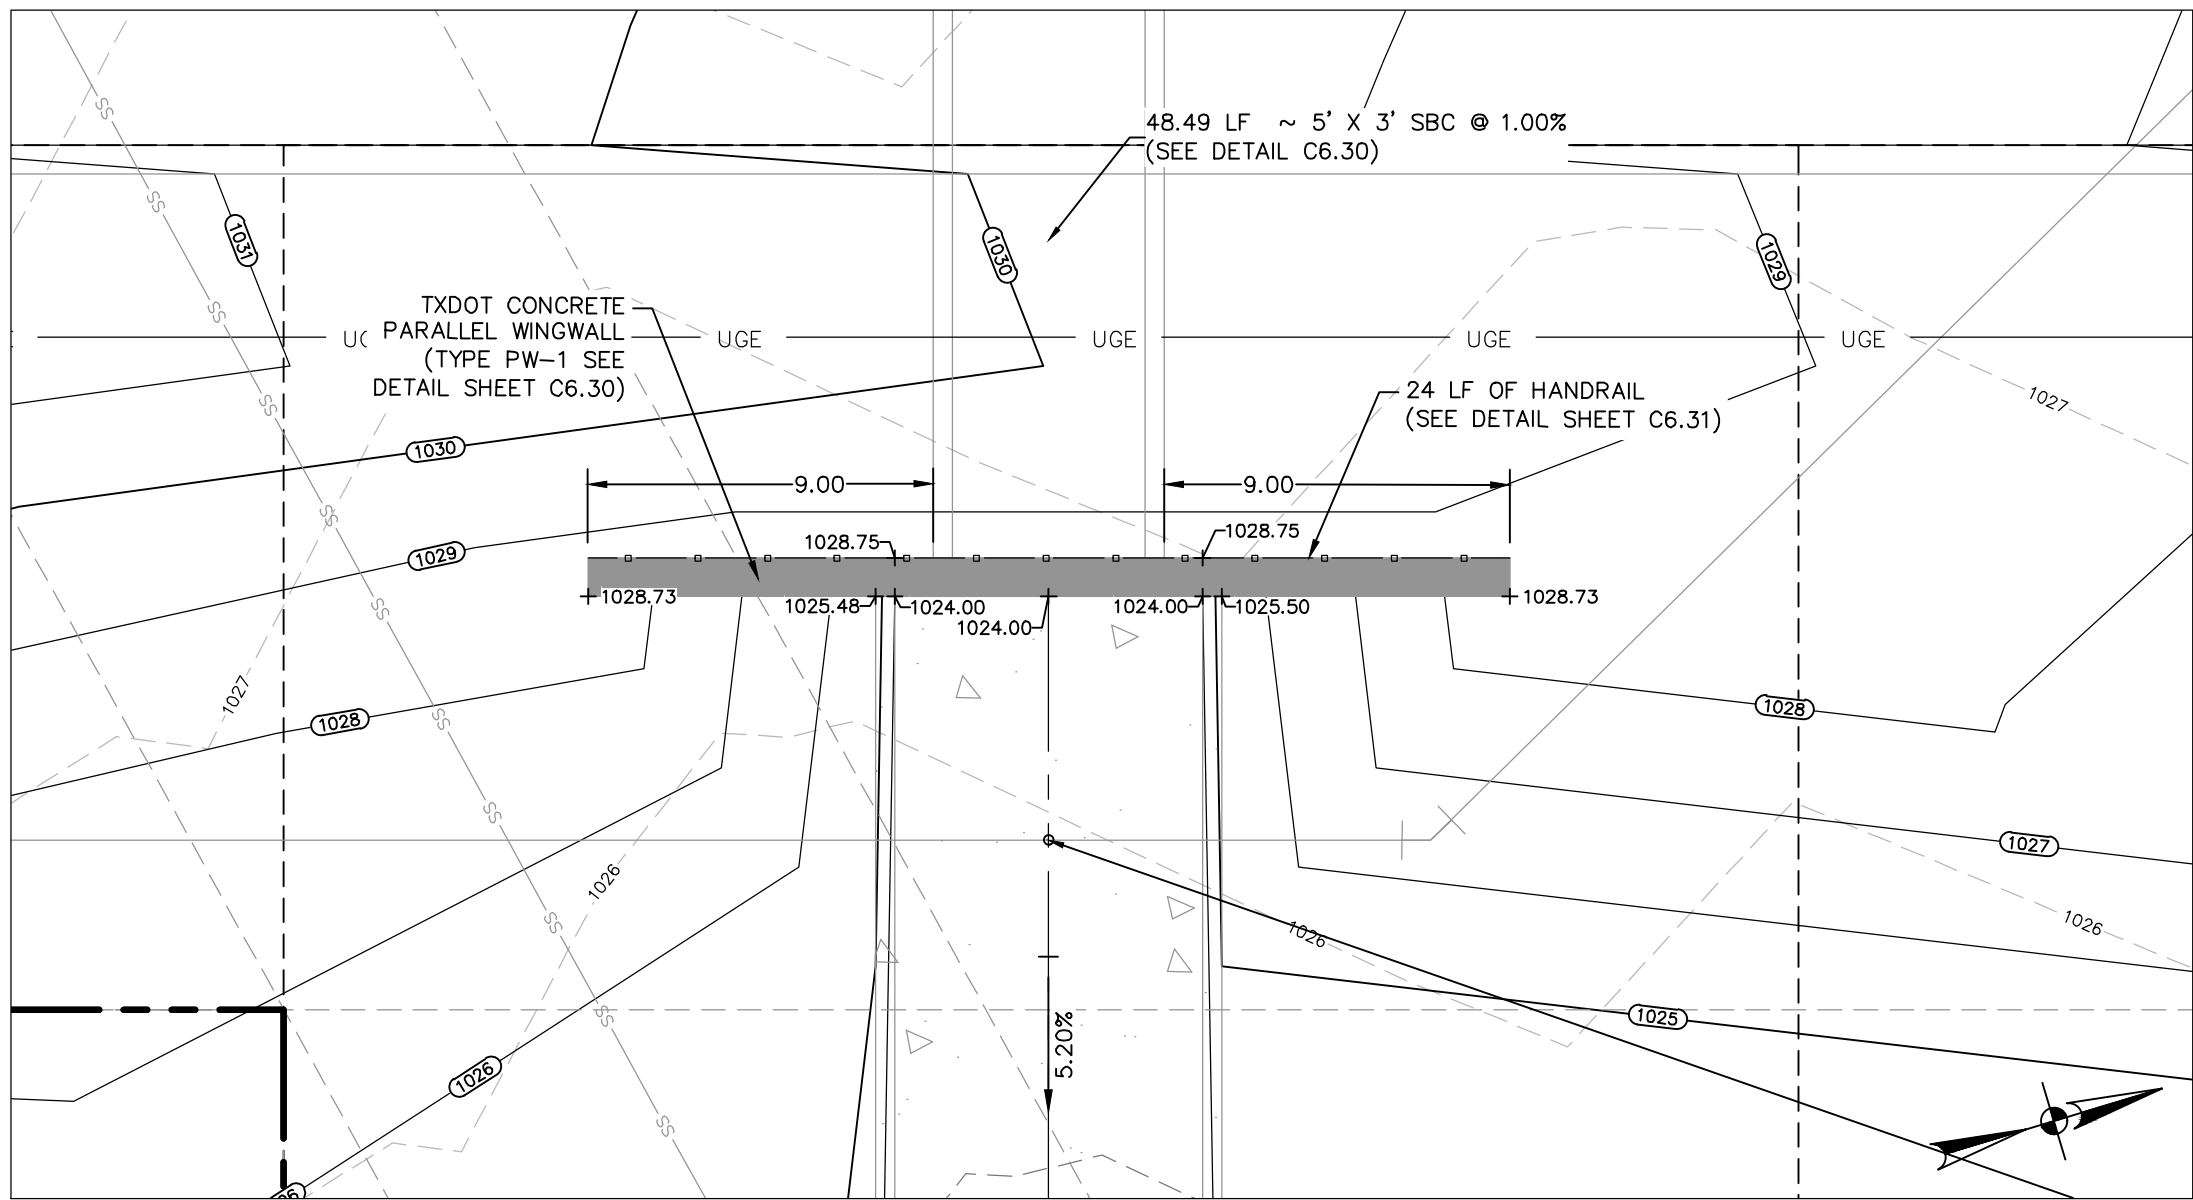 48.49 LF ~ 5' X 3' SBC @ 1.00%
(SEE DETAIL C6.30)
SS
SS
1031
1030
1029
TXDOT CONCRETE
PARALLEL WINGWALL
(TYPE PW-1 SEE
DETAIL SHEET C6.30)
SS
UGE
UGE
UGE
UGE
24 LF OF HANDRAIL
(SEE DETAIL SHEET C6.31)
1027
SS
1030
9.00
9.00
SS
1029
1028.75
1028.75
1028.73
1025.48
1024.00
1024.00
1024.00
1025.50
1028.73
SS
1027
1028
SS
1028
SS
1027
1026
SS
1026
1026
SS
1025
5.20%
1026
SS